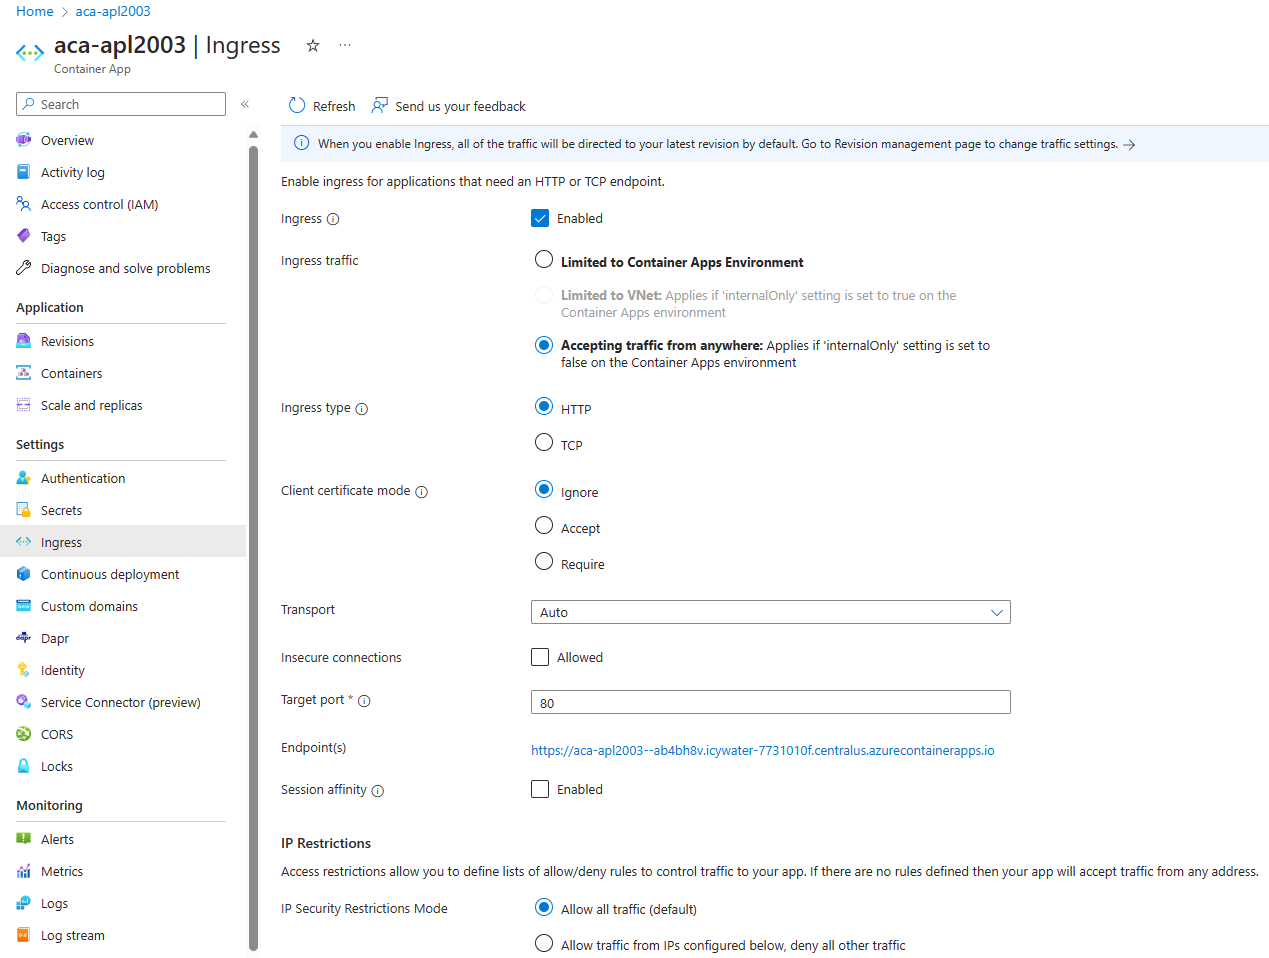 Home > aca-apl2003
aca-apl2003 | Ingress
Container App
Search
Overview
Activity log
Access control (IAM)
Tags
Diagnose and solve problems
Application
Revisions
Containers
Scale and replicas
Settings
Authentication
Secrets
Ingress
Continuous deployment
Custom domains
dapr Dapr
Identity
Service Connector (preview)
CORS
Locks
Monitoring
Alerts
Metrics
Logs
Log stream
Refresh Send us your feedback
When you enable Ingress, all of the traffic will be directed to your latest revision by default. Go to Revision management page to change traffic settings.
Enable ingress for applications that need an HTTP or TCP endpoint.
Ingress Enabled
Ingress traffic Limited to Container Apps Environment
Limited to VNet: Applies if 'internalOnly' setting is set to true on the
Container Apps environment
Accepting traffic from anywhere: Applies if 'internalOnly' setting is set to
false on the Container Apps environment
Ingress type HTTP
TCP
Client certificate mode Ignore
Accept
Require
Transport Auto
Insecure connections Allowed
Target port * 80
Endpoint(s) https://aca-apl2003--ab4bh8v.icywater-7731010f.centralus.azurecontainerapps.io
Session affinity Enabled
IP Restrictions
Access restrictions allow you to define lists of allow/deny rules to control traffic to your app. If there are no rules defined then your app will accept traffic from any address.
IP Security Restrictions Mode Allow all traffic (default)
Allow traffic from IPs configured below, deny all other traffic